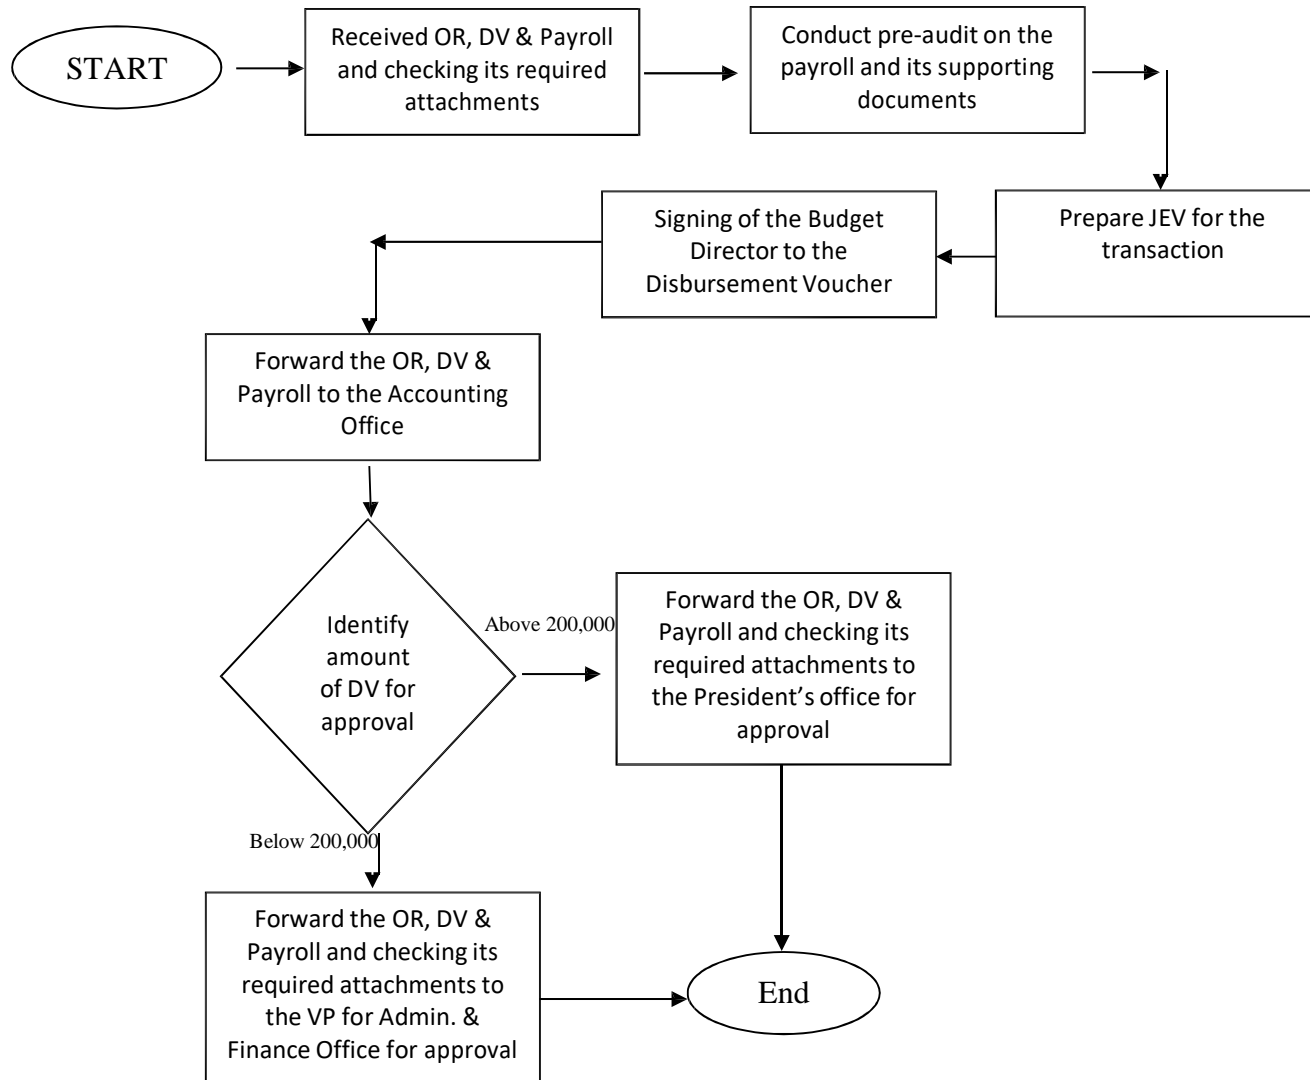 START
Received OR, DV & Payroll
and checking its required
attachments
Conduct pre-audit on the
payroll and its supporting
documents
Prepare JEV for the
transaction
Signing of the Budget
Director to the
Disbursement Voucher
Forward the OR, DV &
Payroll to the Accounting
Office
Identify
amount
of DV for
approval
Above 200,000
Forward the OR, DV &
Payroll and checking its
required attachments to
the President’s office for
approval
Below 200,000
Forward the OR, DV &
Payroll and checking its
required attachments to
the VP for Admin. &
Finance Office for approval
End